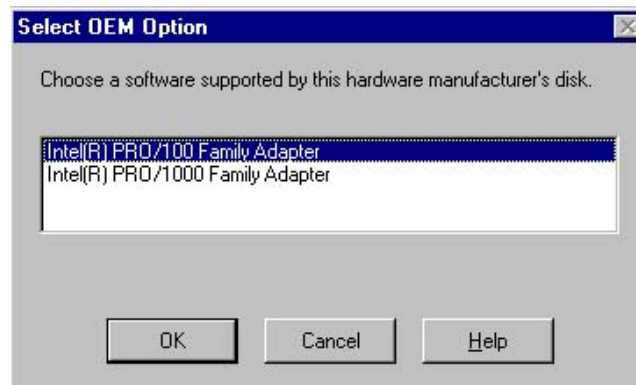 Select OEM Option
Choose a software supported by this hardware manufacturer's disk.
Intel(R) PRO/100 Family Adapter
Intel(R) PRO/1000 Family Adapter
OK
Cancel
Help